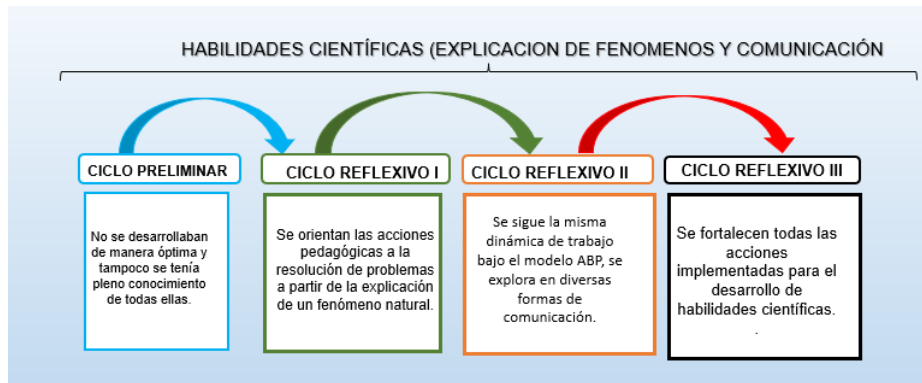 HABILIDADES CIENTÍFICAS (EXPLICACION DE FENOMENOS Y COMUNICACIÓN
CICLO PRELIMINAR
No se desarrollaban
de manera óptima y
tampoco se tenía
pleno conocimiento
de todas ellas.
CICLO REFLEXIVO I
Se orientan las acciones
pedagógicas a la
resolución de problemas
a partir de la explicación
de un fenómeno natural.
CICLO REFLEXIVO II
Se sigue la misma
dinámica de trabajo
bajo el modelo ABP, se
explora en diversas
formas de
comunicación.
CICLO REFLEXIVO III
Se fortalecen todas las
acciones
implementadas para el
desarrollo de
habilidades científicas.
.